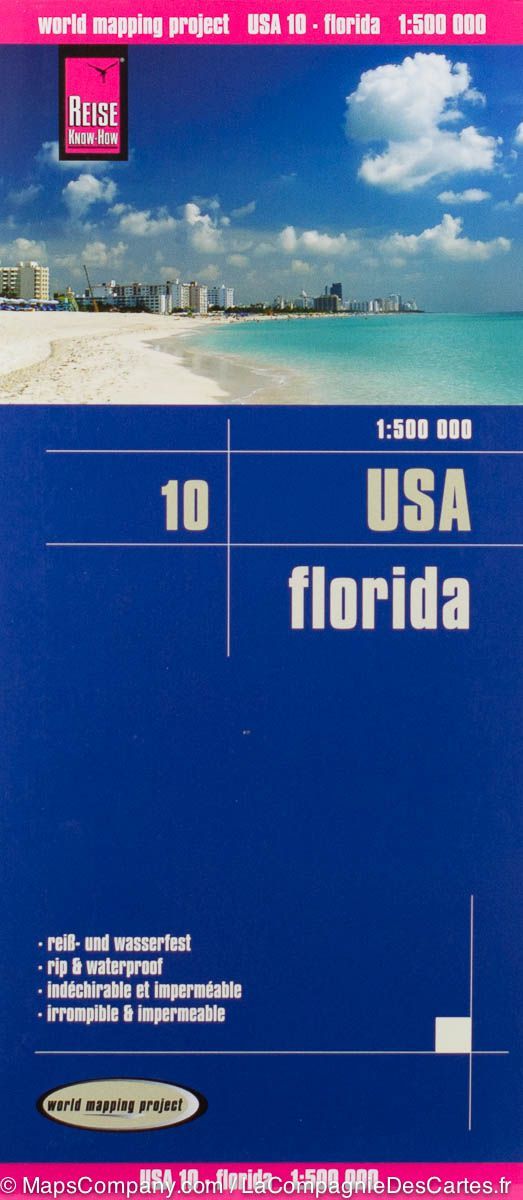 world mapping project USA 10 - florida 1:500 000
REISE
KNOW-HOW
1:500 000
10 USA
florida
· reiß- und wasserfest
· rip & waterproof
· indéchirable et imperméable
· irrompible & impermeable
world mapping project
USA 10 - florida 1:500 000
© MapsCompany.com / LaCompagnieDesCartes.fr